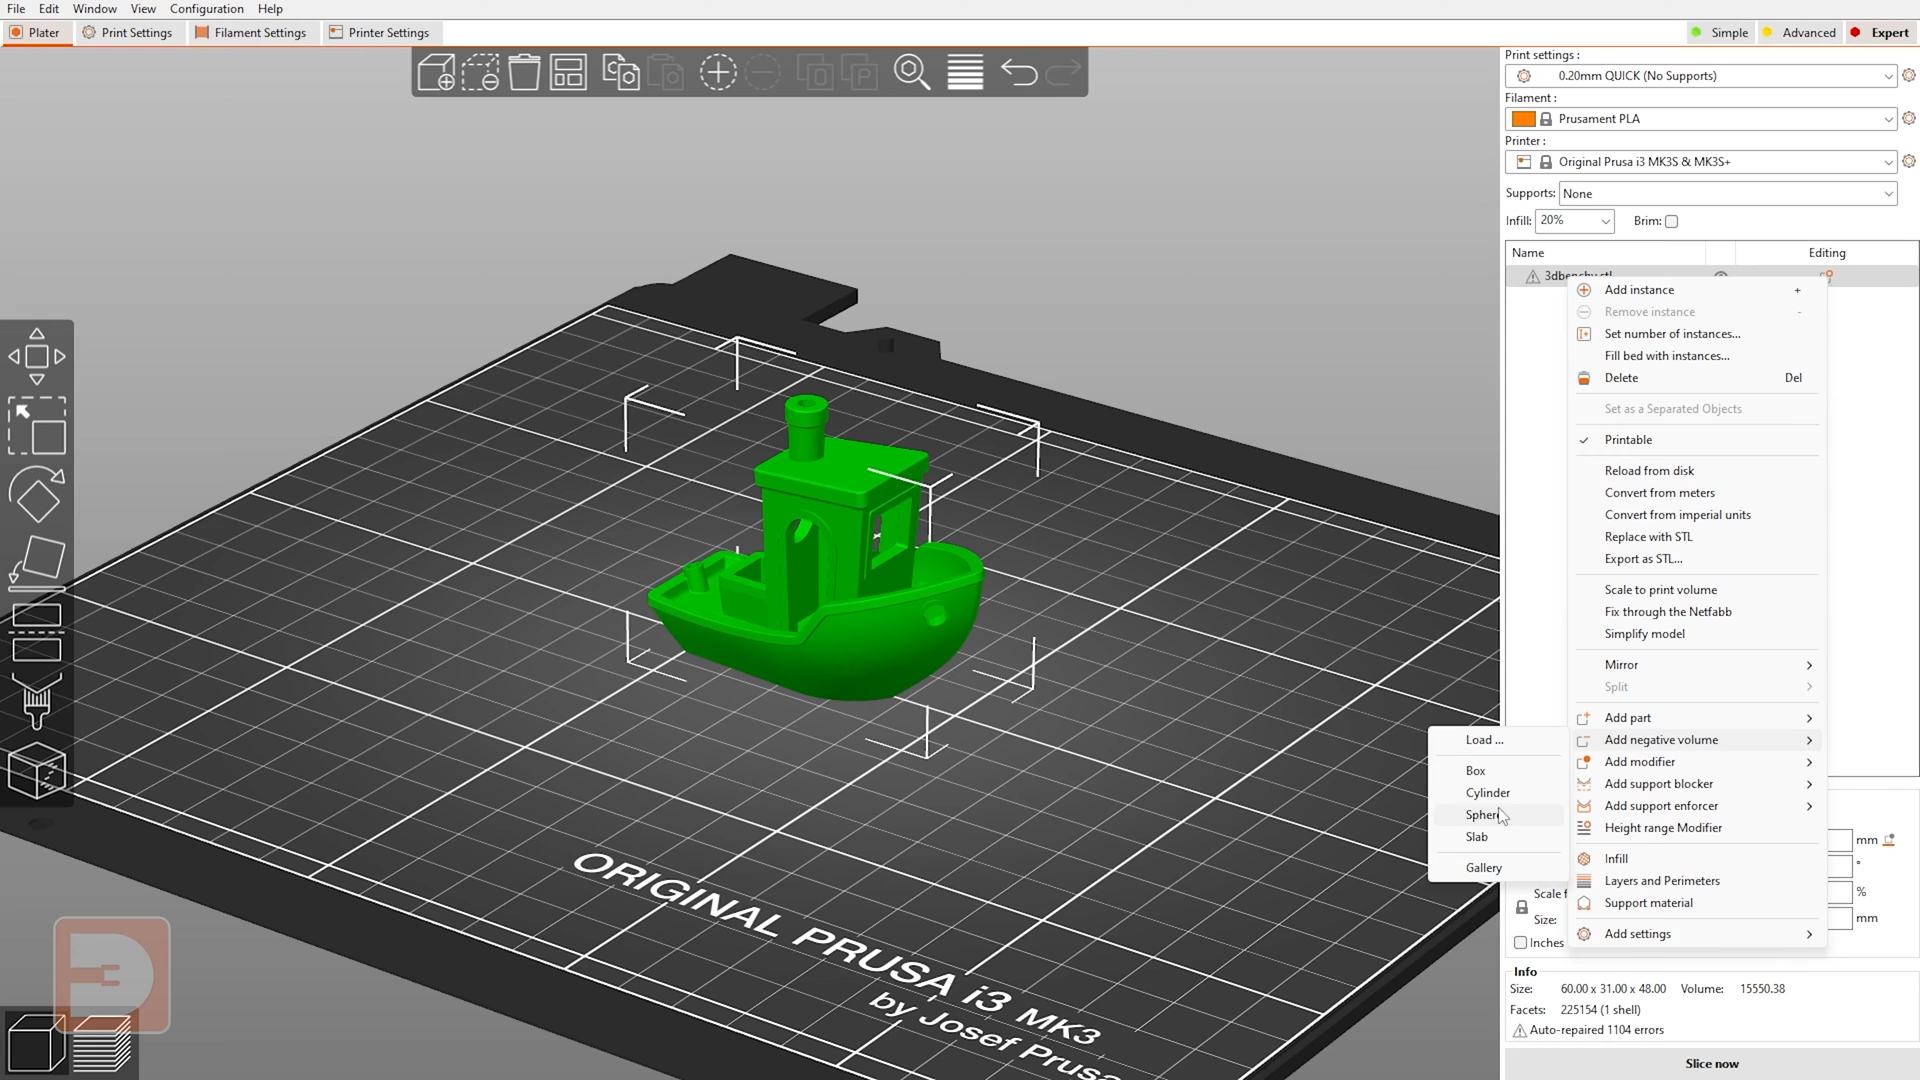 File Edit Window View Configuration Help
Plater Print Settings Filament Settings Printer Settings Simple Advanced Expert
Print settings :
0.20mm QUICK (No Supports)
Filament :
Prusament PLA
Printer :
Original Prusa i3 MK3S & MK3S+
Supports: None
Infill: 20% Brim:
Name Editing
3dbenchy.stl
Add instance +
Remove instance -
Set number of instances...
Fill bed with instances...
Delete Del
Set as a Separated Objects
Printable
Reload from disk
Convert from meters
Convert from imperial units
Replace with STL
Export as STL...
Scale to print volume
Fix through the Netfabb
Simplify model
Mirror
Split
Add part
Add negative volume
Add modifier
Add support blocker
Add support enforcer
Height range Modifier
Infill
Layers and Perimeters
Support material
Add settings
Load ...
Box
Cylinder
Sphere
Slab
Gallery
mm
°
Scale f %
Size: mm
Inches
Info
Size: 60.00 x 31.00 x 48.00 Volume: 15550.38
Facets: 225154 (1 shell)
Auto-repaired 1104 errors
Slice now
ORIGINAL PRUSA i3 MK3
by Josef Prusa